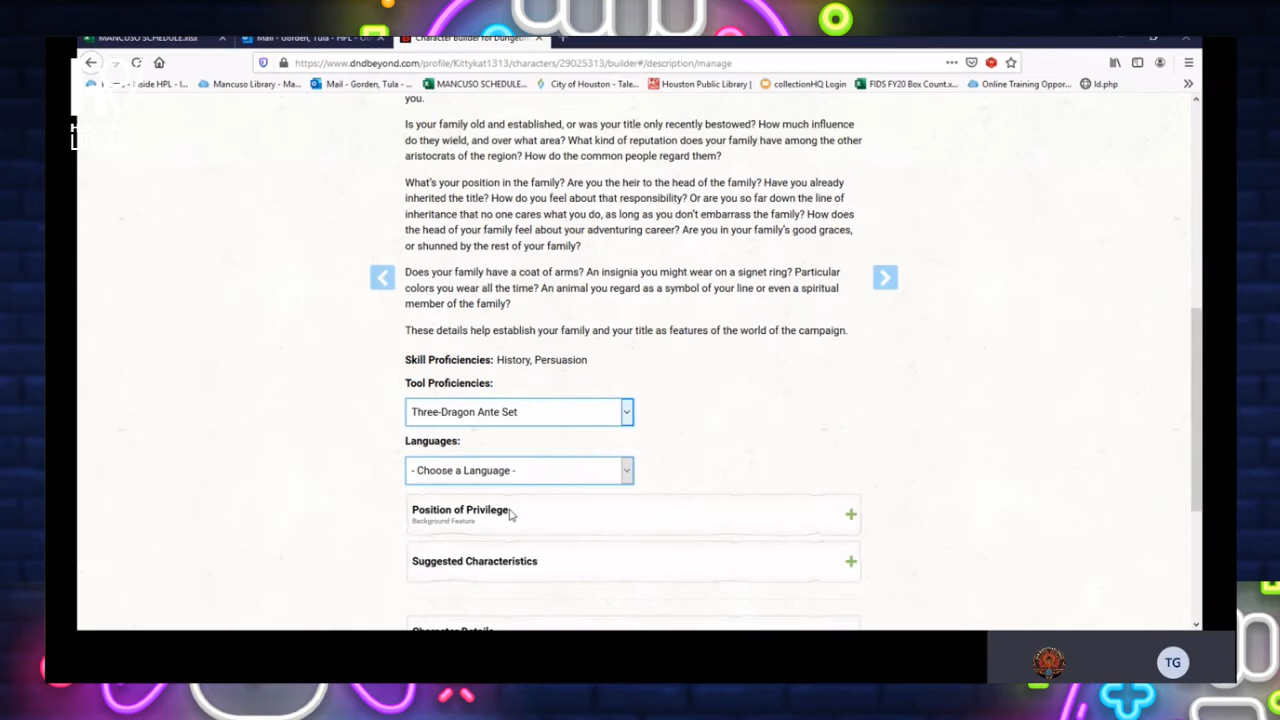 MANCUSO SCHEDULE.xlsx
Mail - Gorden, Tula - HPL -
Character Builder for Dungeon
https://www.dndbeyond.com/profile/Kittykat1313/characters/29025313/builder#/description/manage
side HPL - I...
Mancuso Library - Ma...
Mail - Gorden, Tula - ...
MANCUSO SCHEDULE...
City of Houston - Tale...
Houston Public Library |
collectionHQ Login
FIDS FY20 Box Count.x...
Online Training Oppor...
ld.php
you.
Is your family old and established, or was your title only recently bestowed? How much influence
do they wield, and over what area? What kind of reputation does your family have among the other
aristocrats of the region? How do the common people regard them?
What's your position in the family? Are you the heir to the head of the family? Have you already
inherited the title? How do you feel about that responsibility? Or are you so far down the line of
inheritance that no one cares what you do, as long as you don't embarrass the family? How does
the head of your family feel about your adventuring career? Are you in your family's good graces,
or shunned by the rest of your family?
Does your family have a coat of arms? An insignia you might wear on a signet ring? Particular
colors you wear all the time? An animal you regard as a symbol of your line or even a spiritual
member of the family?
These details help establish your family and your title as features of the world of the campaign.
Skill Proficiencies: History, Persuasion
Tool Proficiencies:
Three-Dragon Ante Set
Languages:
- Choose a Language -
Position of Privilege
Background Feature
Suggested Characteristics
Character Details
TG